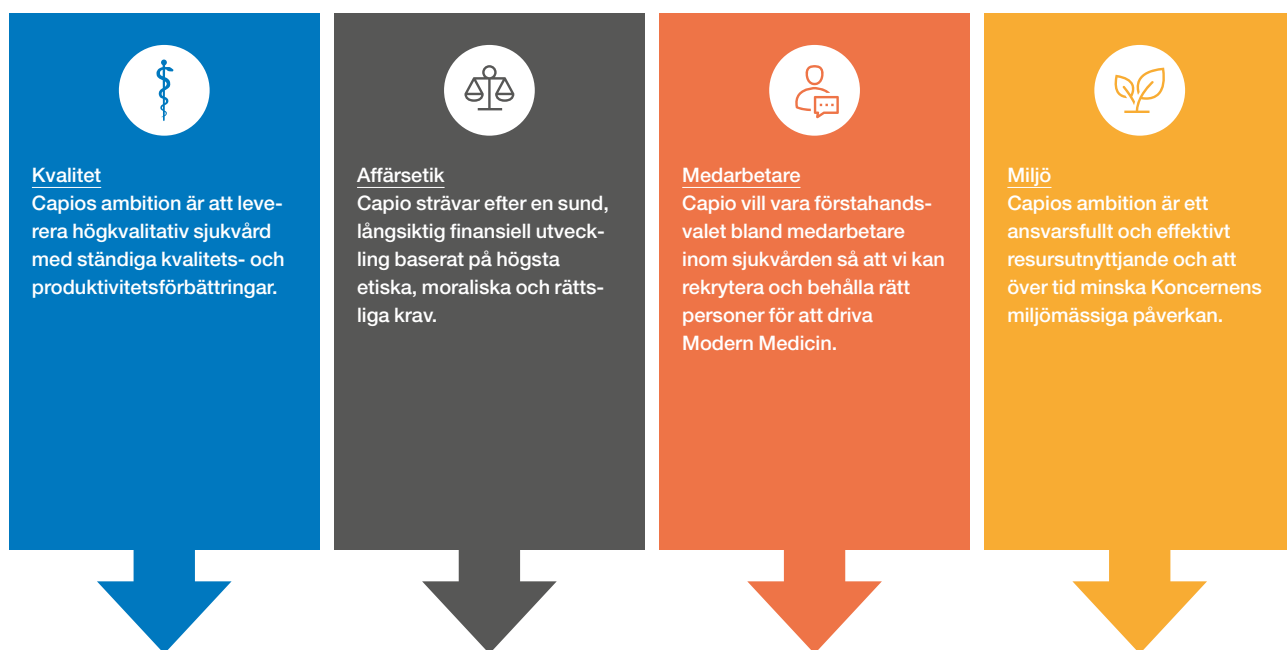 Kvalitet
Capios ambition är att leve-
rera högkvalitativ sjukvård
med ständiga kvalitets- och
produktivitetsförbättringar.
Affärsetik
Capio strävar efter en sund,
långsiktig finansiell utveck-
ling baserat på högsta
etiska, moraliska och rätts-
liga krav.
Medarbetare
Capio vill vara förstahands-
valet bland medarbetare
inom sjukvården så att vi kan
rekrytera och behålla rätt
personer för att driva
Modern Medicin.
Miljö
Capios ambition är ett
ansvarsfullt och effektivt
resursutnyttjande och att
över tid minska Koncernens
miljömässiga påverkan.